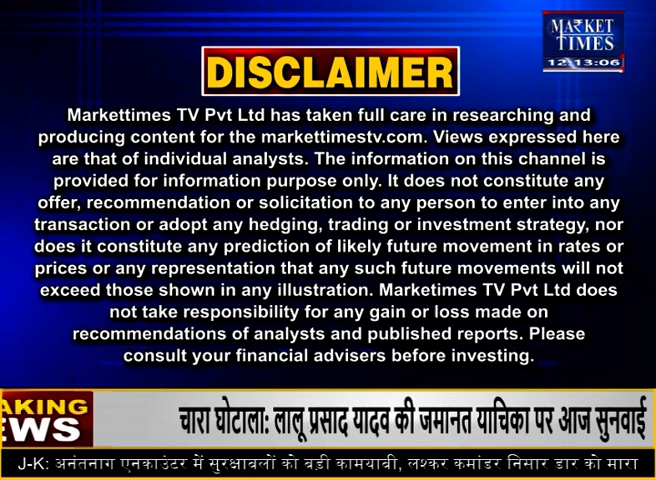 MARKET
TIMES
12:13:06
DISCLAIMER
Markettimes TV Pvt Ltd has taken full care in researching and
producing content for the markettimestv.com. Views expressed here
are that of individual analysts. The information on this channel is
provided for information purpose only. It does not constitute any
offer, recommendation or solicitation to any person to enter into any
transaction or adopt any hedging, trading or investment strategy, nor
does it constitute any prediction of likely future movement in rates or
prices or any representation that any such future movements will not
exceed those shown in any illustration. Marketimes TV Pvt Ltd does
not take responsibility for any gain or loss made on
recommendations of analysts and published reports. Please
consult your financial advisers before investing.
AKING
EWS
चारा घोटाला: लालू प्रसाद यादव की जमानत याचिका पर आज सुनवाई
J-K: अनंतनाग एनकाउंटर में सुरक्षाबलों को बड़ी कामयाबी, लश्कर कमांडर निसार डार को मारा